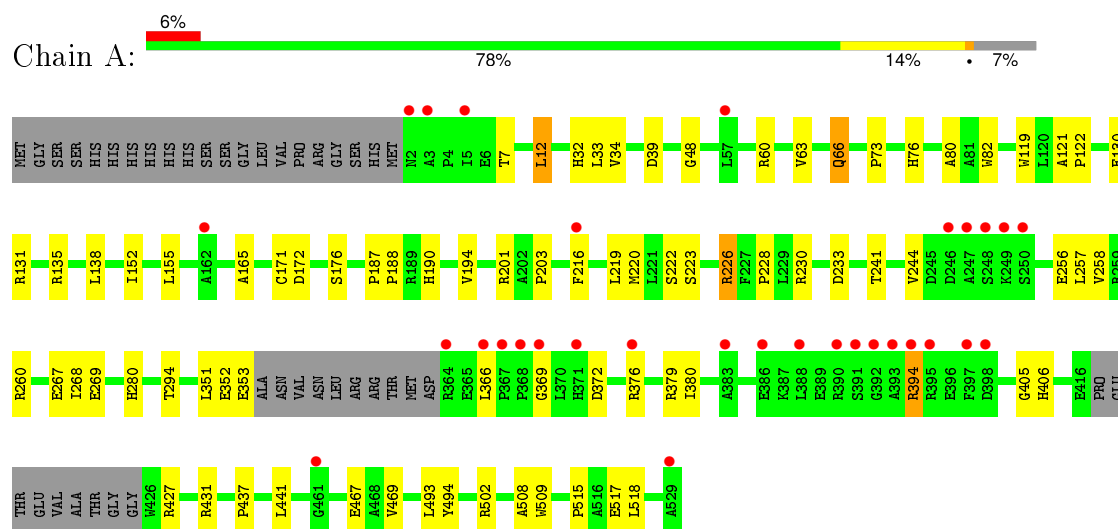 6%
Chain A:
78% 14% • 7%
MET GLY SER SER HIS HIS HIS HIS HIS HIS SER SER GLY LEU VAL PRO ARG GLY SER HIS MET N2 A3 P4 I5 E6 T7 L12 H32 L33 V34 D39 G48 L57 R60 V63 Q66 P73 H76 A80 A81 W82 W119 L120 A121 P122 E130
R131 R135 L138 I152 L155 A162 A165 C171 D172 S176 P187 P188 R189 H190 V194 R201 A202 P203 F216 L219 M220 L221 S222 S223 R226 F227 P228 L229 R230 D233 T241 V244 D245 D246 A247 S248 K249 S250 E256 L257 V258 R259
R260 E267 I268 E269 H280 T294 L351 E352 E353 ALA ASN VAL ASN LEU ARG ARG THR MET ASP R364 E365 L366 P367 P368 G369 L370 H371 D372 R376 R379 I380 A383 E386 K387 L388 E389 R390 S391 G392 A393 R394 R395 E396 F397 D398 G405 H406 E416 PRO GLU
THR GLU VAL ALA THR GLY GLY W426 R427 R431 P437 L441 G461 E467 A468 V469 L493 Y494 R502 A508 W509 P515 A516 E517 L518 A529